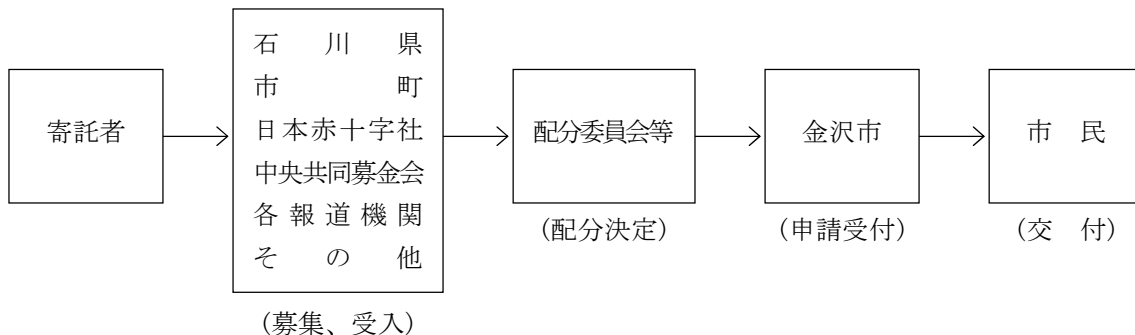 寄託者
石川県
市町
日本赤十字社
中央共同募金会
各報道機関
その他
(募集、受入)
配分委員会等
(配分決定)
金沢市
(申請受付)
市民
(交付)